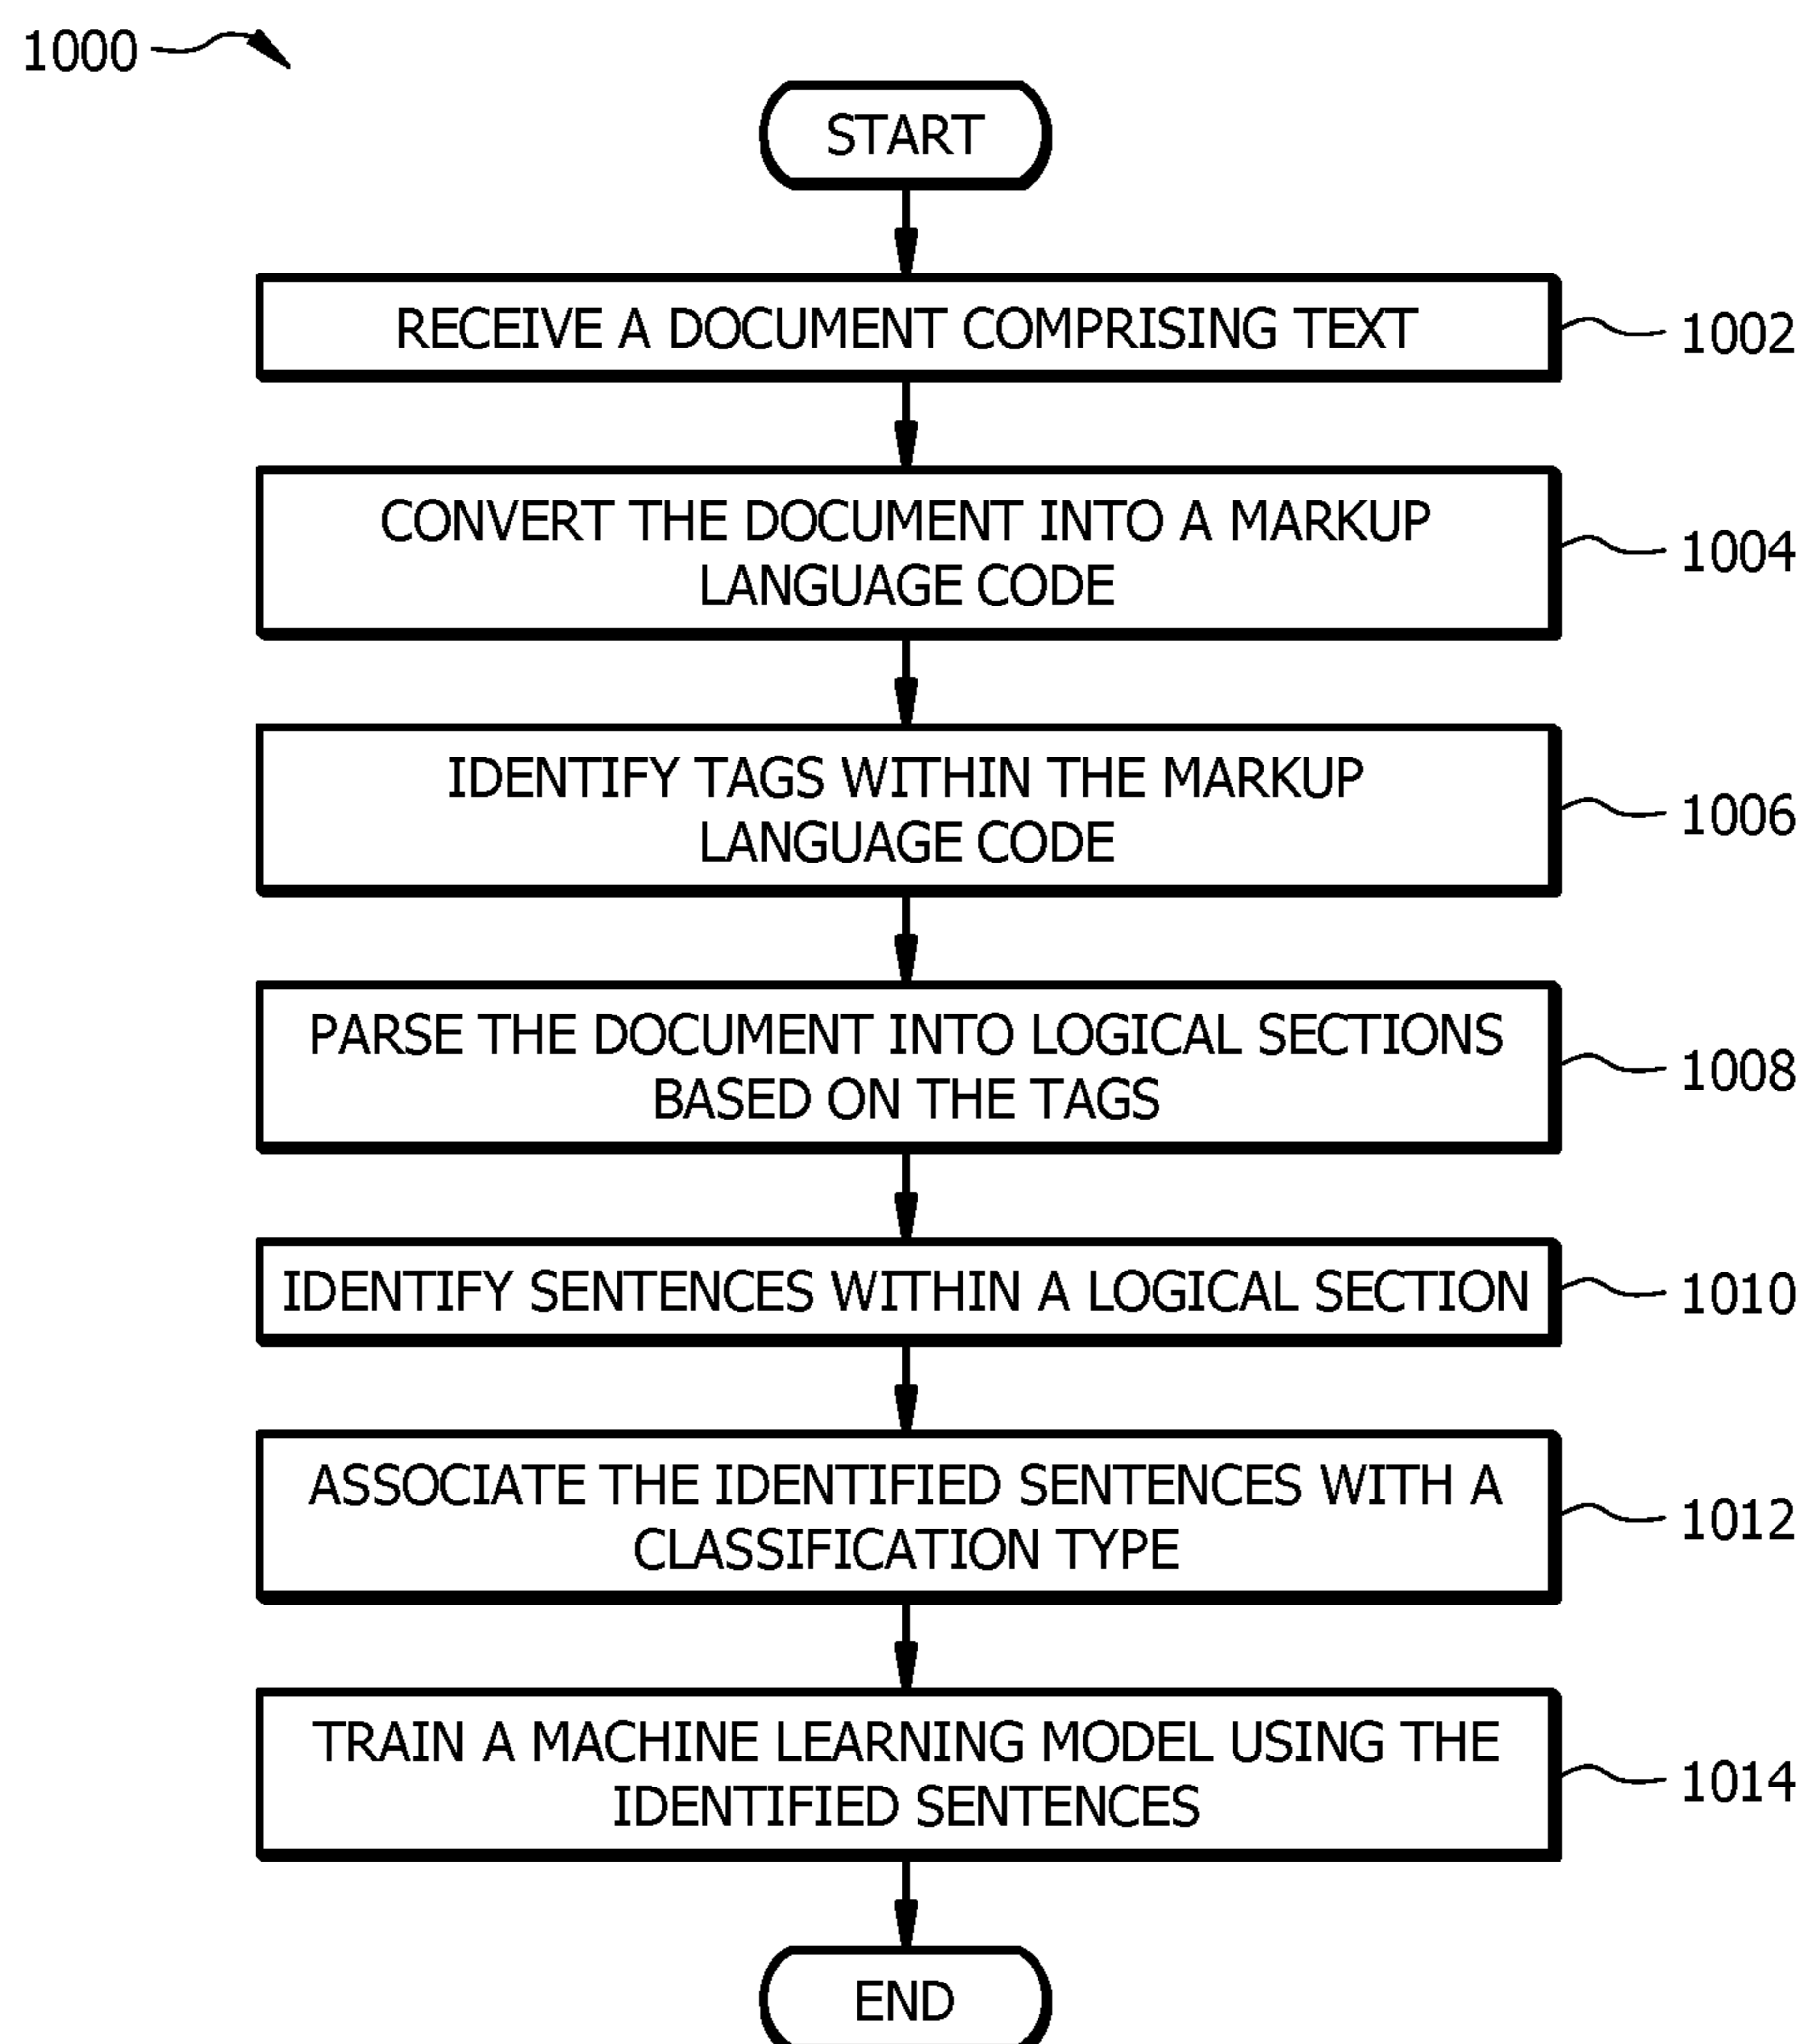 1000
START
RECEIVE A DOCUMENT COMPRISING TEXT
1002
CONVERT THE DOCUMENT INTO A MARKUP
LANGUAGE CODE
1004
IDENTIFY TAGS WITHIN THE MARKUP
LANGUAGE CODE
1006
PARSE THE DOCUMENT INTO LOGICAL SECTIONS
BASED ON THE TAGS
1008
IDENTIFY SENTENCES WITHIN A LOGICAL SECTION
1010
ASSOCIATE THE IDENTIFIED SENTENCES WITH A
CLASSIFICATION TYPE
1012
TRAIN A MACHINE LEARNING MODEL USING THE
IDENTIFIED SENTENCES
1014
END